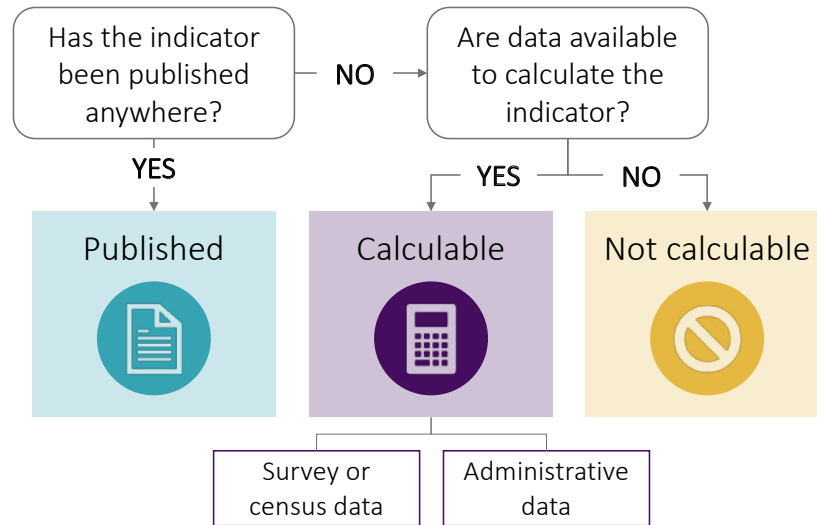 Has the indicator
been published
anywhere?
NO
Are data available
to calculate the
indicator?
YES
YES
NO
Published
Calculable
Not calculable
Survey or
census data
Administrative
data